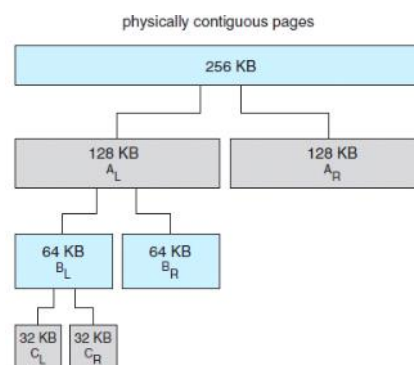 physically contiguous pages
256 KB
128 KB 128 KB
A_L A_R
64 KB 64 KB
B_L B_R
32 KB 32 KB
C_L C_R